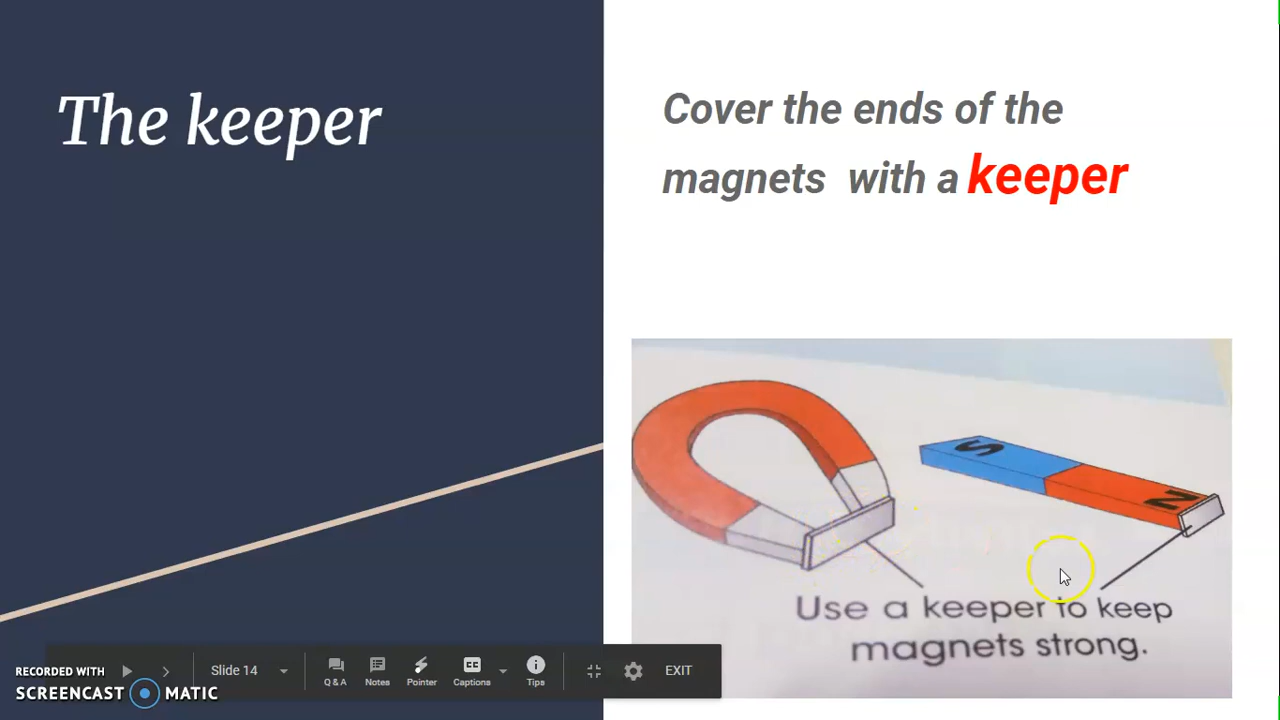 The keeper
Cover the ends of the
magnets with a keeper
S
N
Use a keeper to keep
magnets strong.
RECORDED WITH
SCREENCAST MATIC
Slide 14
Q & A
Notes
Pointer
CC
Captions
Tips
EXIT